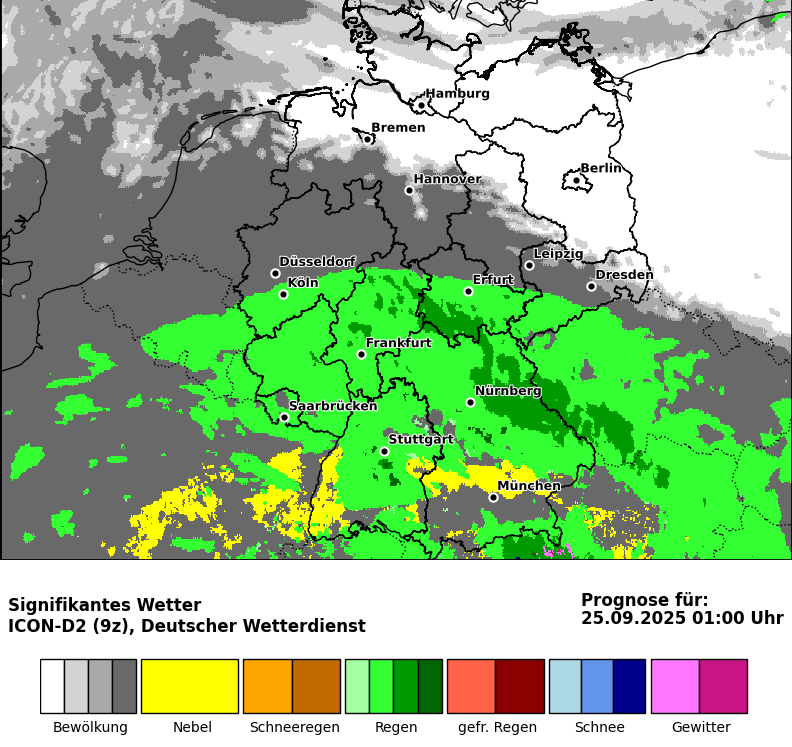 Hamburg
Bremen
Berlin
Hannover
Leipzig
Düsseldorf
Dresden
Köln
Erfurt
Frankfurt
Nürnberg
Saarbrücken
Stuttgart
München
Signifikantes Wetter
ICON-D2 (9z), Deutscher Wetterdienst
Prognose für:
25.09.2025 01:00 Uhr
Bewölkung
Nebel
Schneeregen
Regen
gefr. Regen
Schnee
Gewitter